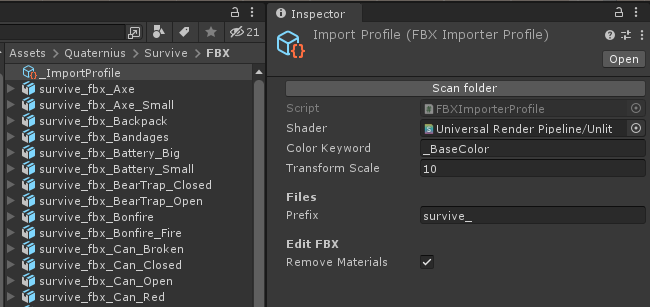 21
Assets > Quaternius > Survive > FBX
_ImportProfile
survive_fbx_Axe
survive_fbx_Axe_Small
survive_fbx_Backpack
survive_fbx_Bandages
survive_fbx_Battery_Big
survive_fbx_Battery_Small
survive_fbx_BearTrap_Closed
survive_fbx_BearTrap_Open
survive_fbx_Bonfire
survive_fbx_Bonfire_Fire
survive_fbx_Can_Broken
survive_fbx_Can_Closed
survive_fbx_Can_Open
survive_fbx_Can_Red
Inspector
Import Profile (FBX Importer Profile)
Open
Scan folder
Script FBXImporterProfile
Shader Universal Render Pipeline/Unlit
Color Keyword _BaseColor
Transform Scale 10
Files
Prefix survive_
Edit FBX
Remove Materials